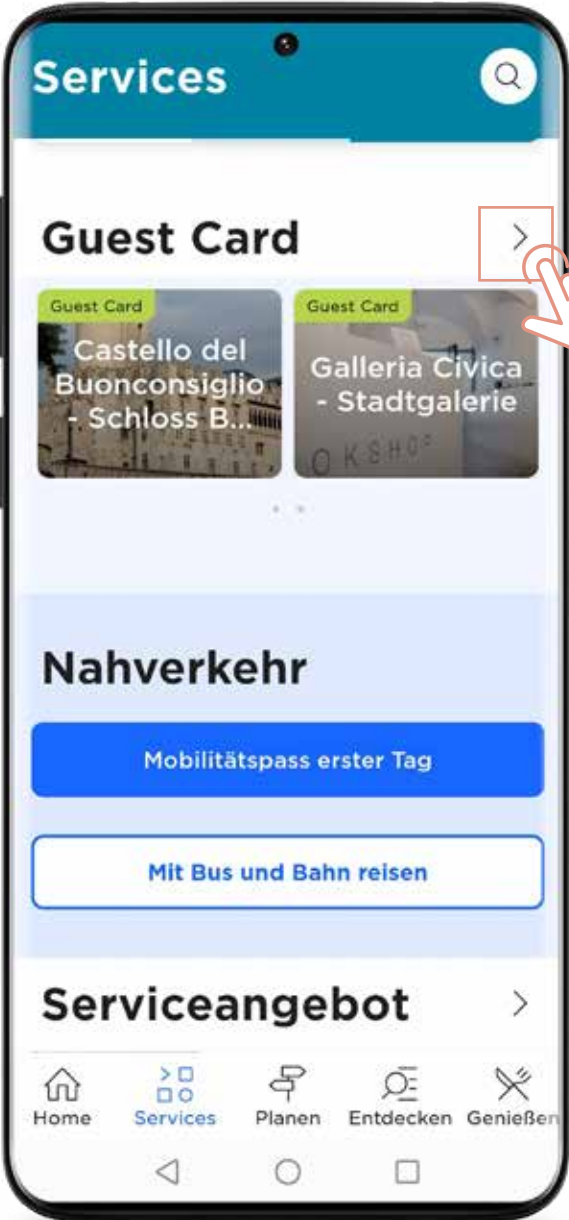 Services
Guest Card
Guest Card
Castello del
Buonconsiglio
- Schloss B...
Guest Card
Galleria Civica
- Stadtgalerie
OKSHOP
Nahverkehr
Mobilitätspass erster Tag
Mit Bus und Bahn reisen
Serviceangebot
Home
Services
Planen
Entdecken
Genießen